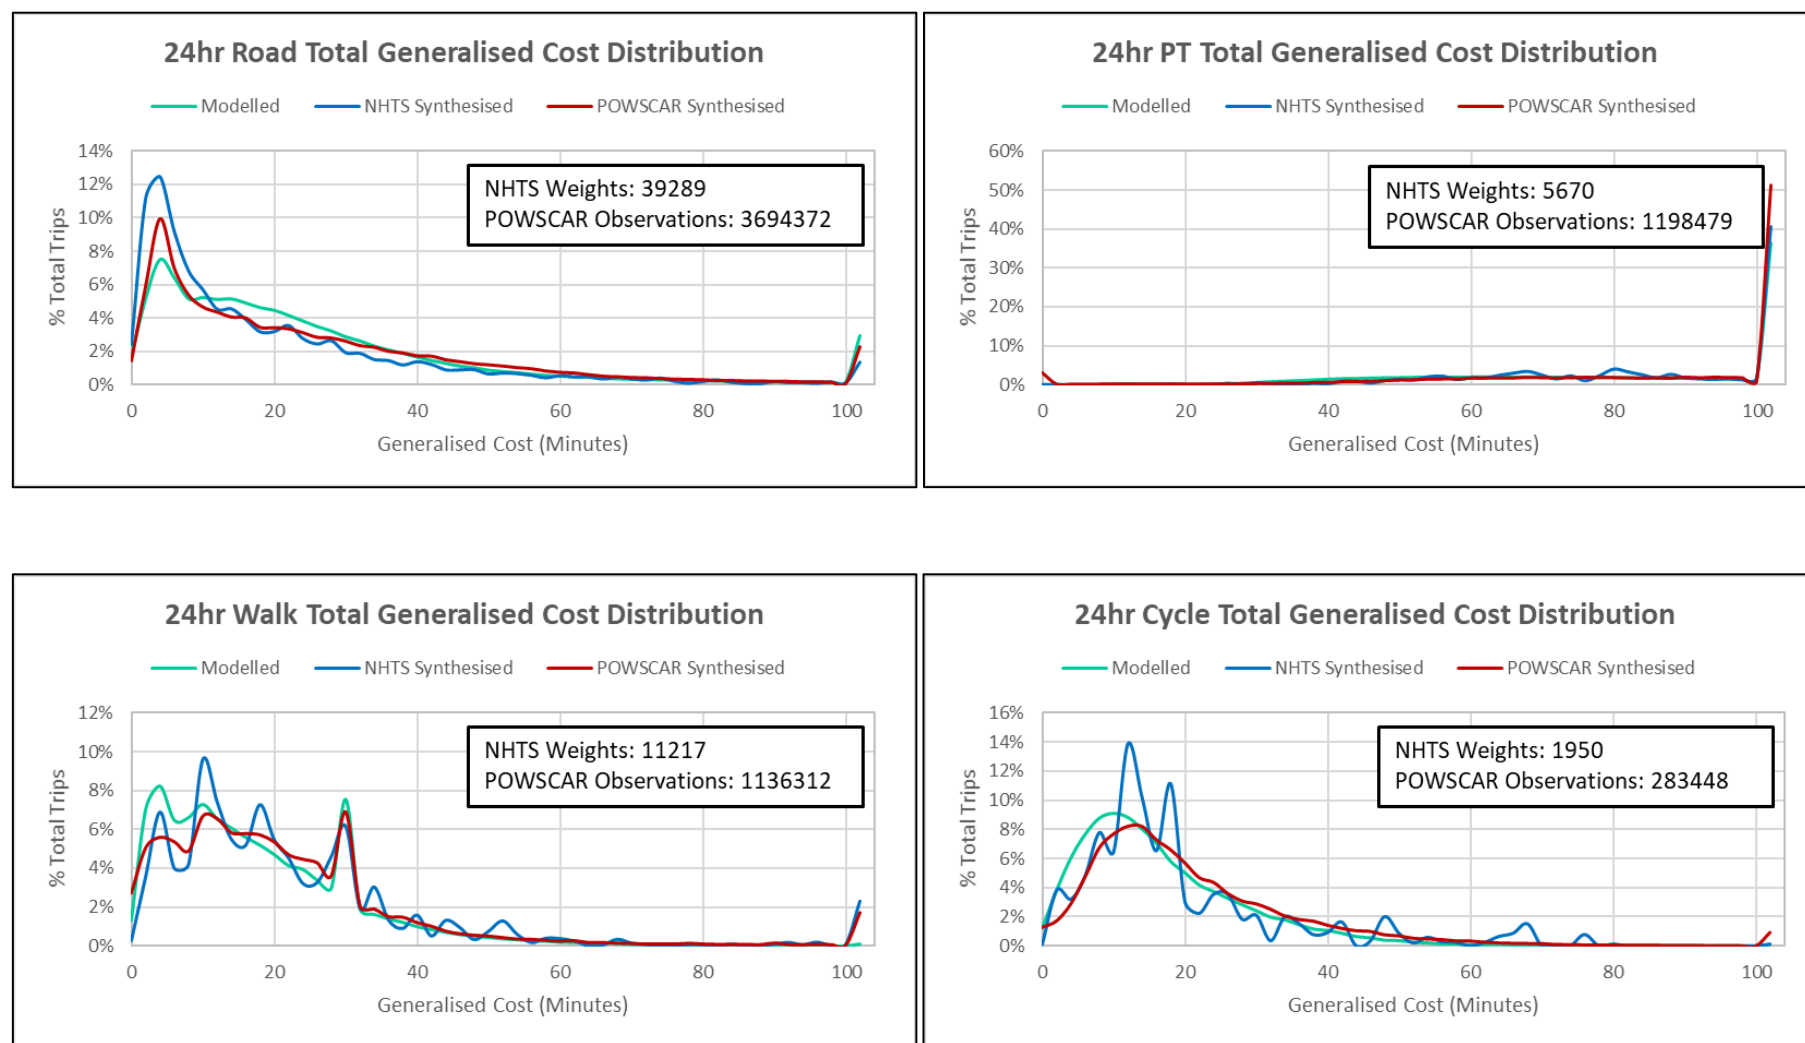 24hr Road Total Generalised Cost Distribution
Modelled NHTS Synthesised POWSCAR Synthesised
14%
12%
10%
8%
6%
4%
2%
0%
% Total Trips
NHTS Weights: 39289
POWSCAR Observations: 3694372
0 20 40 60 80 100
Generalised Cost (Minutes)
24hr PT Total Generalised Cost Distribution
Modelled NHTS Synthesised POWSCAR Synthesised
60%
50%
40%
30%
20%
10%
0%
% Total Trips
NHTS Weights: 5670
POWSCAR Observations: 1198479
0 20 40 60 80 100
Generalised Cost (Minutes)
24hr Walk Total Generalised Cost Distribution
Modelled NHTS Synthesised POWSCAR Synthesised
12%
10%
8%
6%
4%
2%
0%
% Total Trips
NHTS Weights: 11217
POWSCAR Observations: 1136312
0 20 40 60 80 100
Generalised Cost (Minutes)
24hr Cycle Total Generalised Cost Distribution
Modelled NHTS Synthesised POWSCAR Synthesised
16%
14%
12%
10%
8%
6%
4%
2%
0%
% Total Trips
NHTS Weights: 1950
POWSCAR Observations: 283448
0 20 40 60 80 100
Generalised Cost (Minutes)